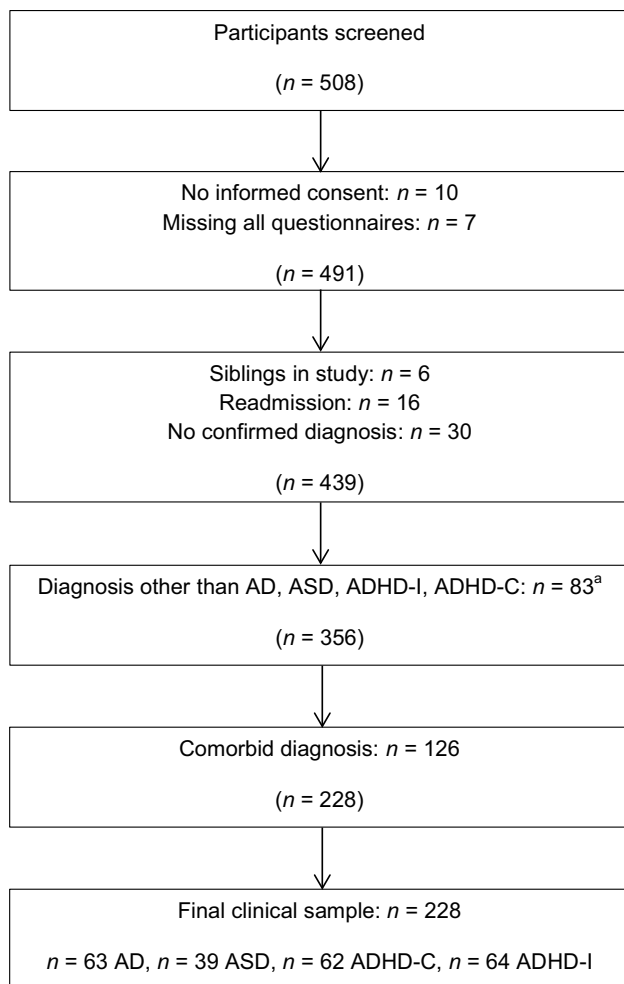 Participants screened
(n = 508)
No informed consent: n = 10
Missing all questionnaires: n = 7
(n = 491)
Siblings in study: n = 6
Readmission: n = 16
No confirmed diagnosis: n = 30
(n = 439)
Diagnosis other than AD, ASD, ADHD-I, ADHD-C: n = 83ᵃ
(n = 356)
Comorbid diagnosis: n = 126
(n = 228)
Final clinical sample: n = 228
n = 63 AD, n = 39 ASD, n = 62 ADHD-C, n = 64 ADHD-I